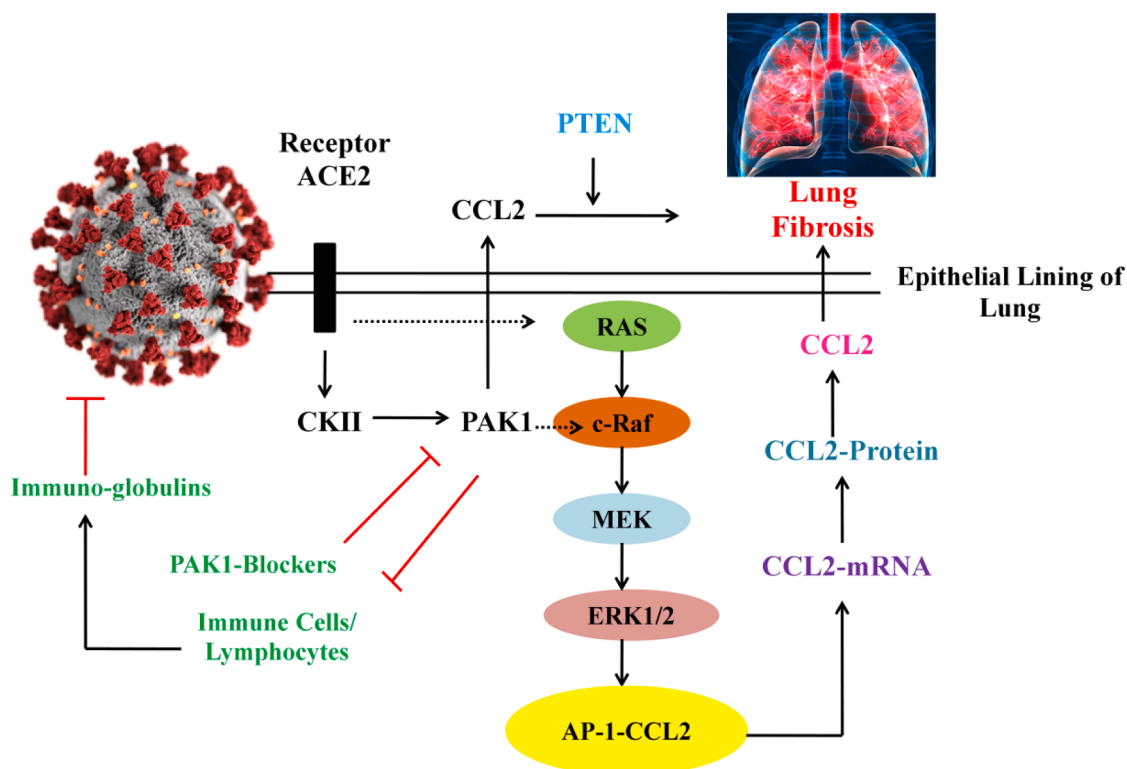 Receptor
ACE2
PTEN
CCL2
Lung
Fibrosis
Epithelial Lining of
Lung
RAS
CCL2
CKII
PAK1
c-Raf
CCL2-Protein
Immuno-globulins
MEK
PAK1-Blockers
CCL2-mRNA
Immune Cells/
Lymphocytes
ERK1/2
AP-1-CCL2